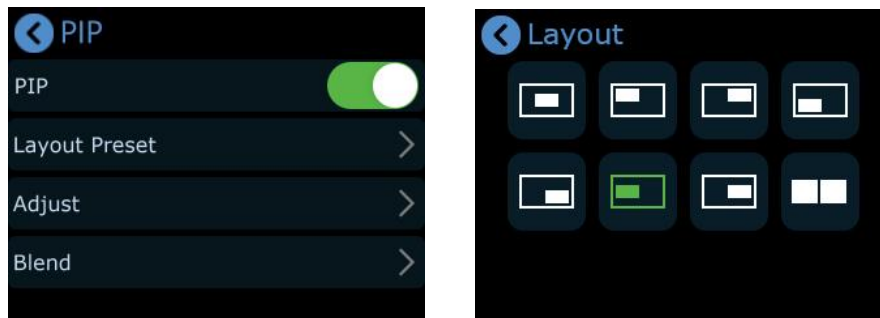 PIP
PIP
Layout Preset
Adjust
Blend
Layout